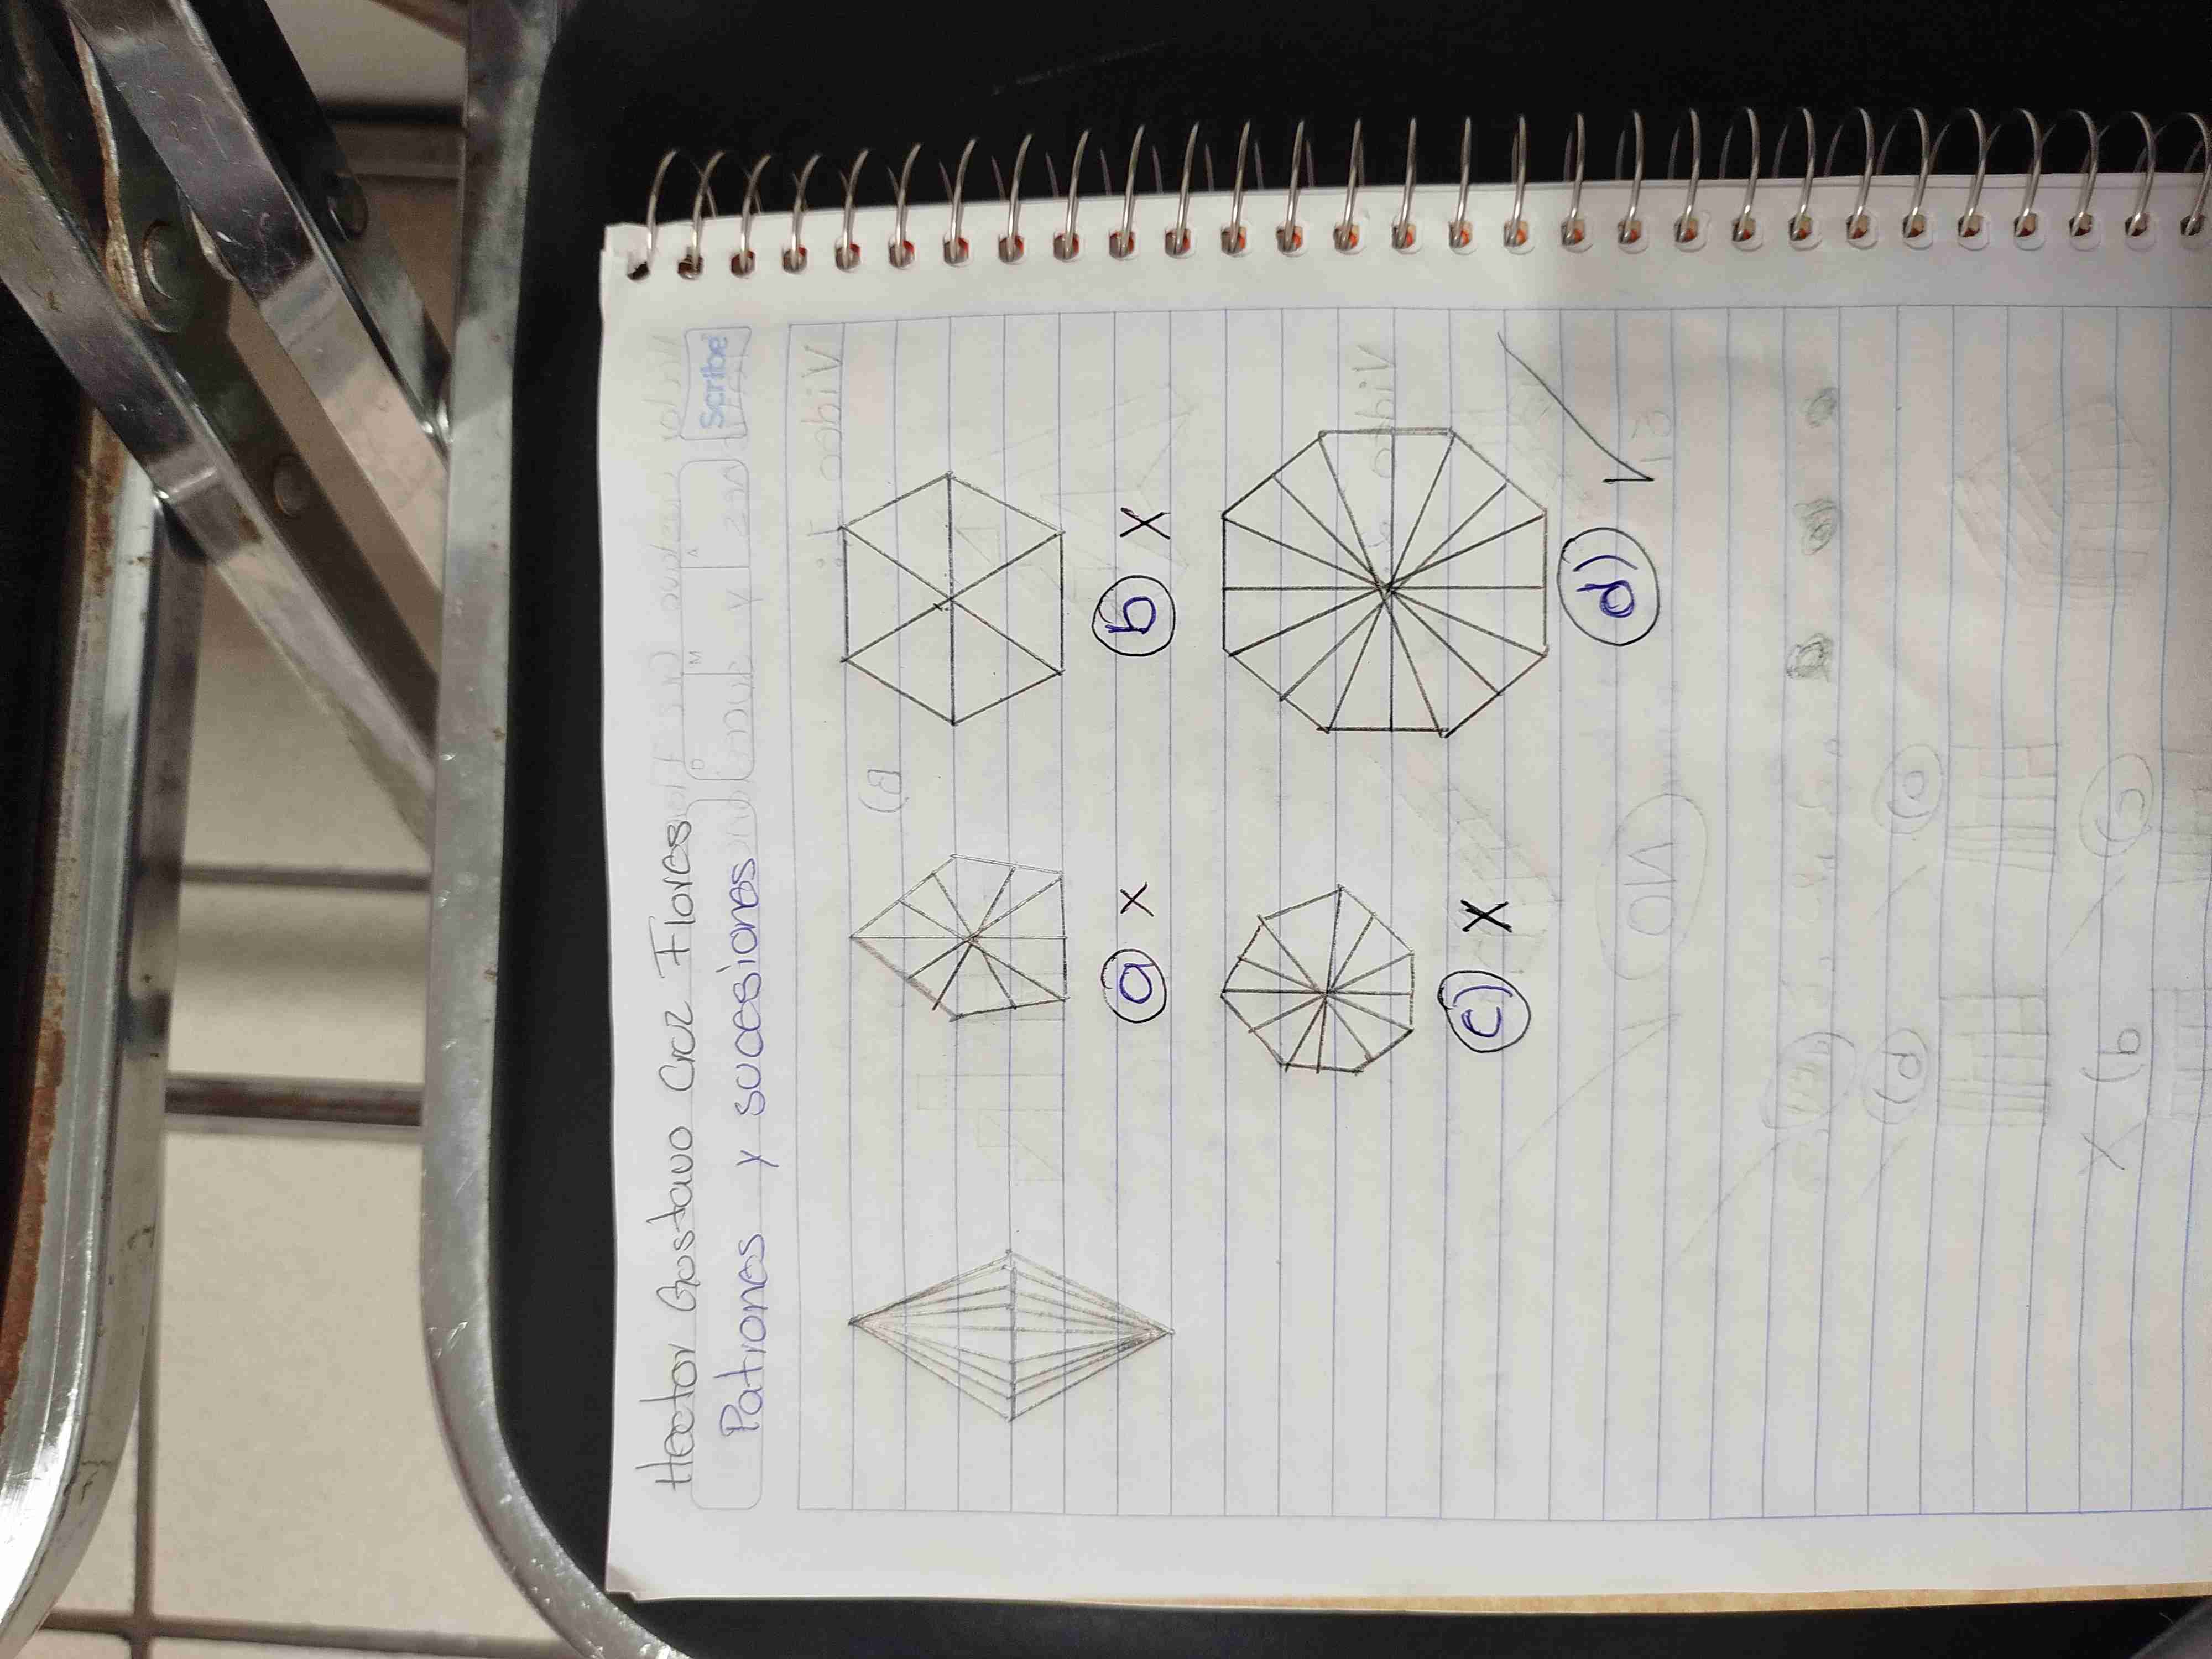 Hector Gustavo Cruz Flores
Scribe
D M A
Patrones y sucesiones
a x
b x
c) x
d) ✓